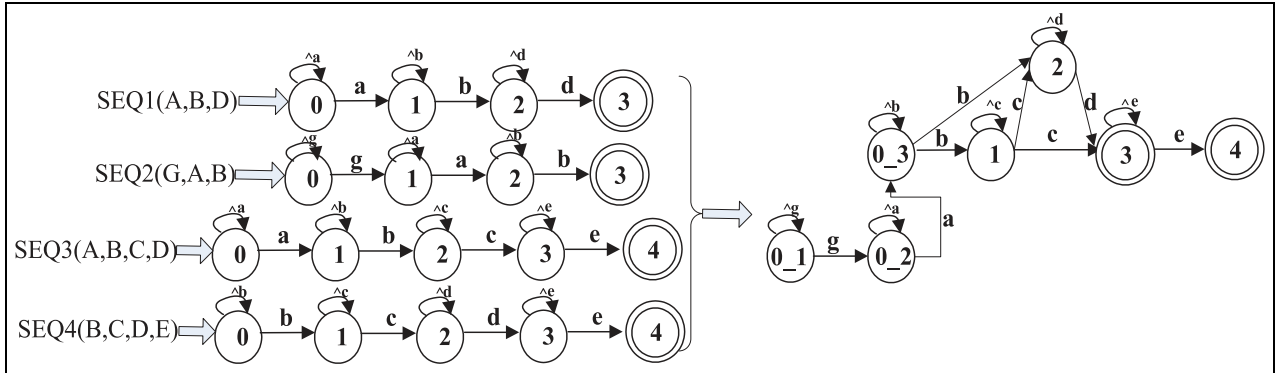 ^a ^b ^d
SEQ1(A,B,D) 0 a 1 b 2 d 3
^g ^a ^b
SEQ2(G,A,B) 0 g 1 a 2 b 3
^a ^b ^c ^e
SEQ3(A,B,C,D) 0 a 1 b 2 c 3 e 4
^b ^c ^d ^e
SEQ4(B,C,D,E) 0 b 1 c 2 d 3 e 4
^d
2
b c d
^b ^c ^e
0_3 b 1 c 3 e 4
^g ^a a
0_1 g 0_2